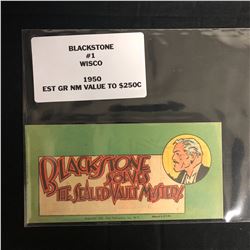 BLACKSTONE
#1
WISCO
1950
EST GR NM VALUE TO $250C
BLACKSTONE
SOLVES
THE SEALED VAULT MYSTERY